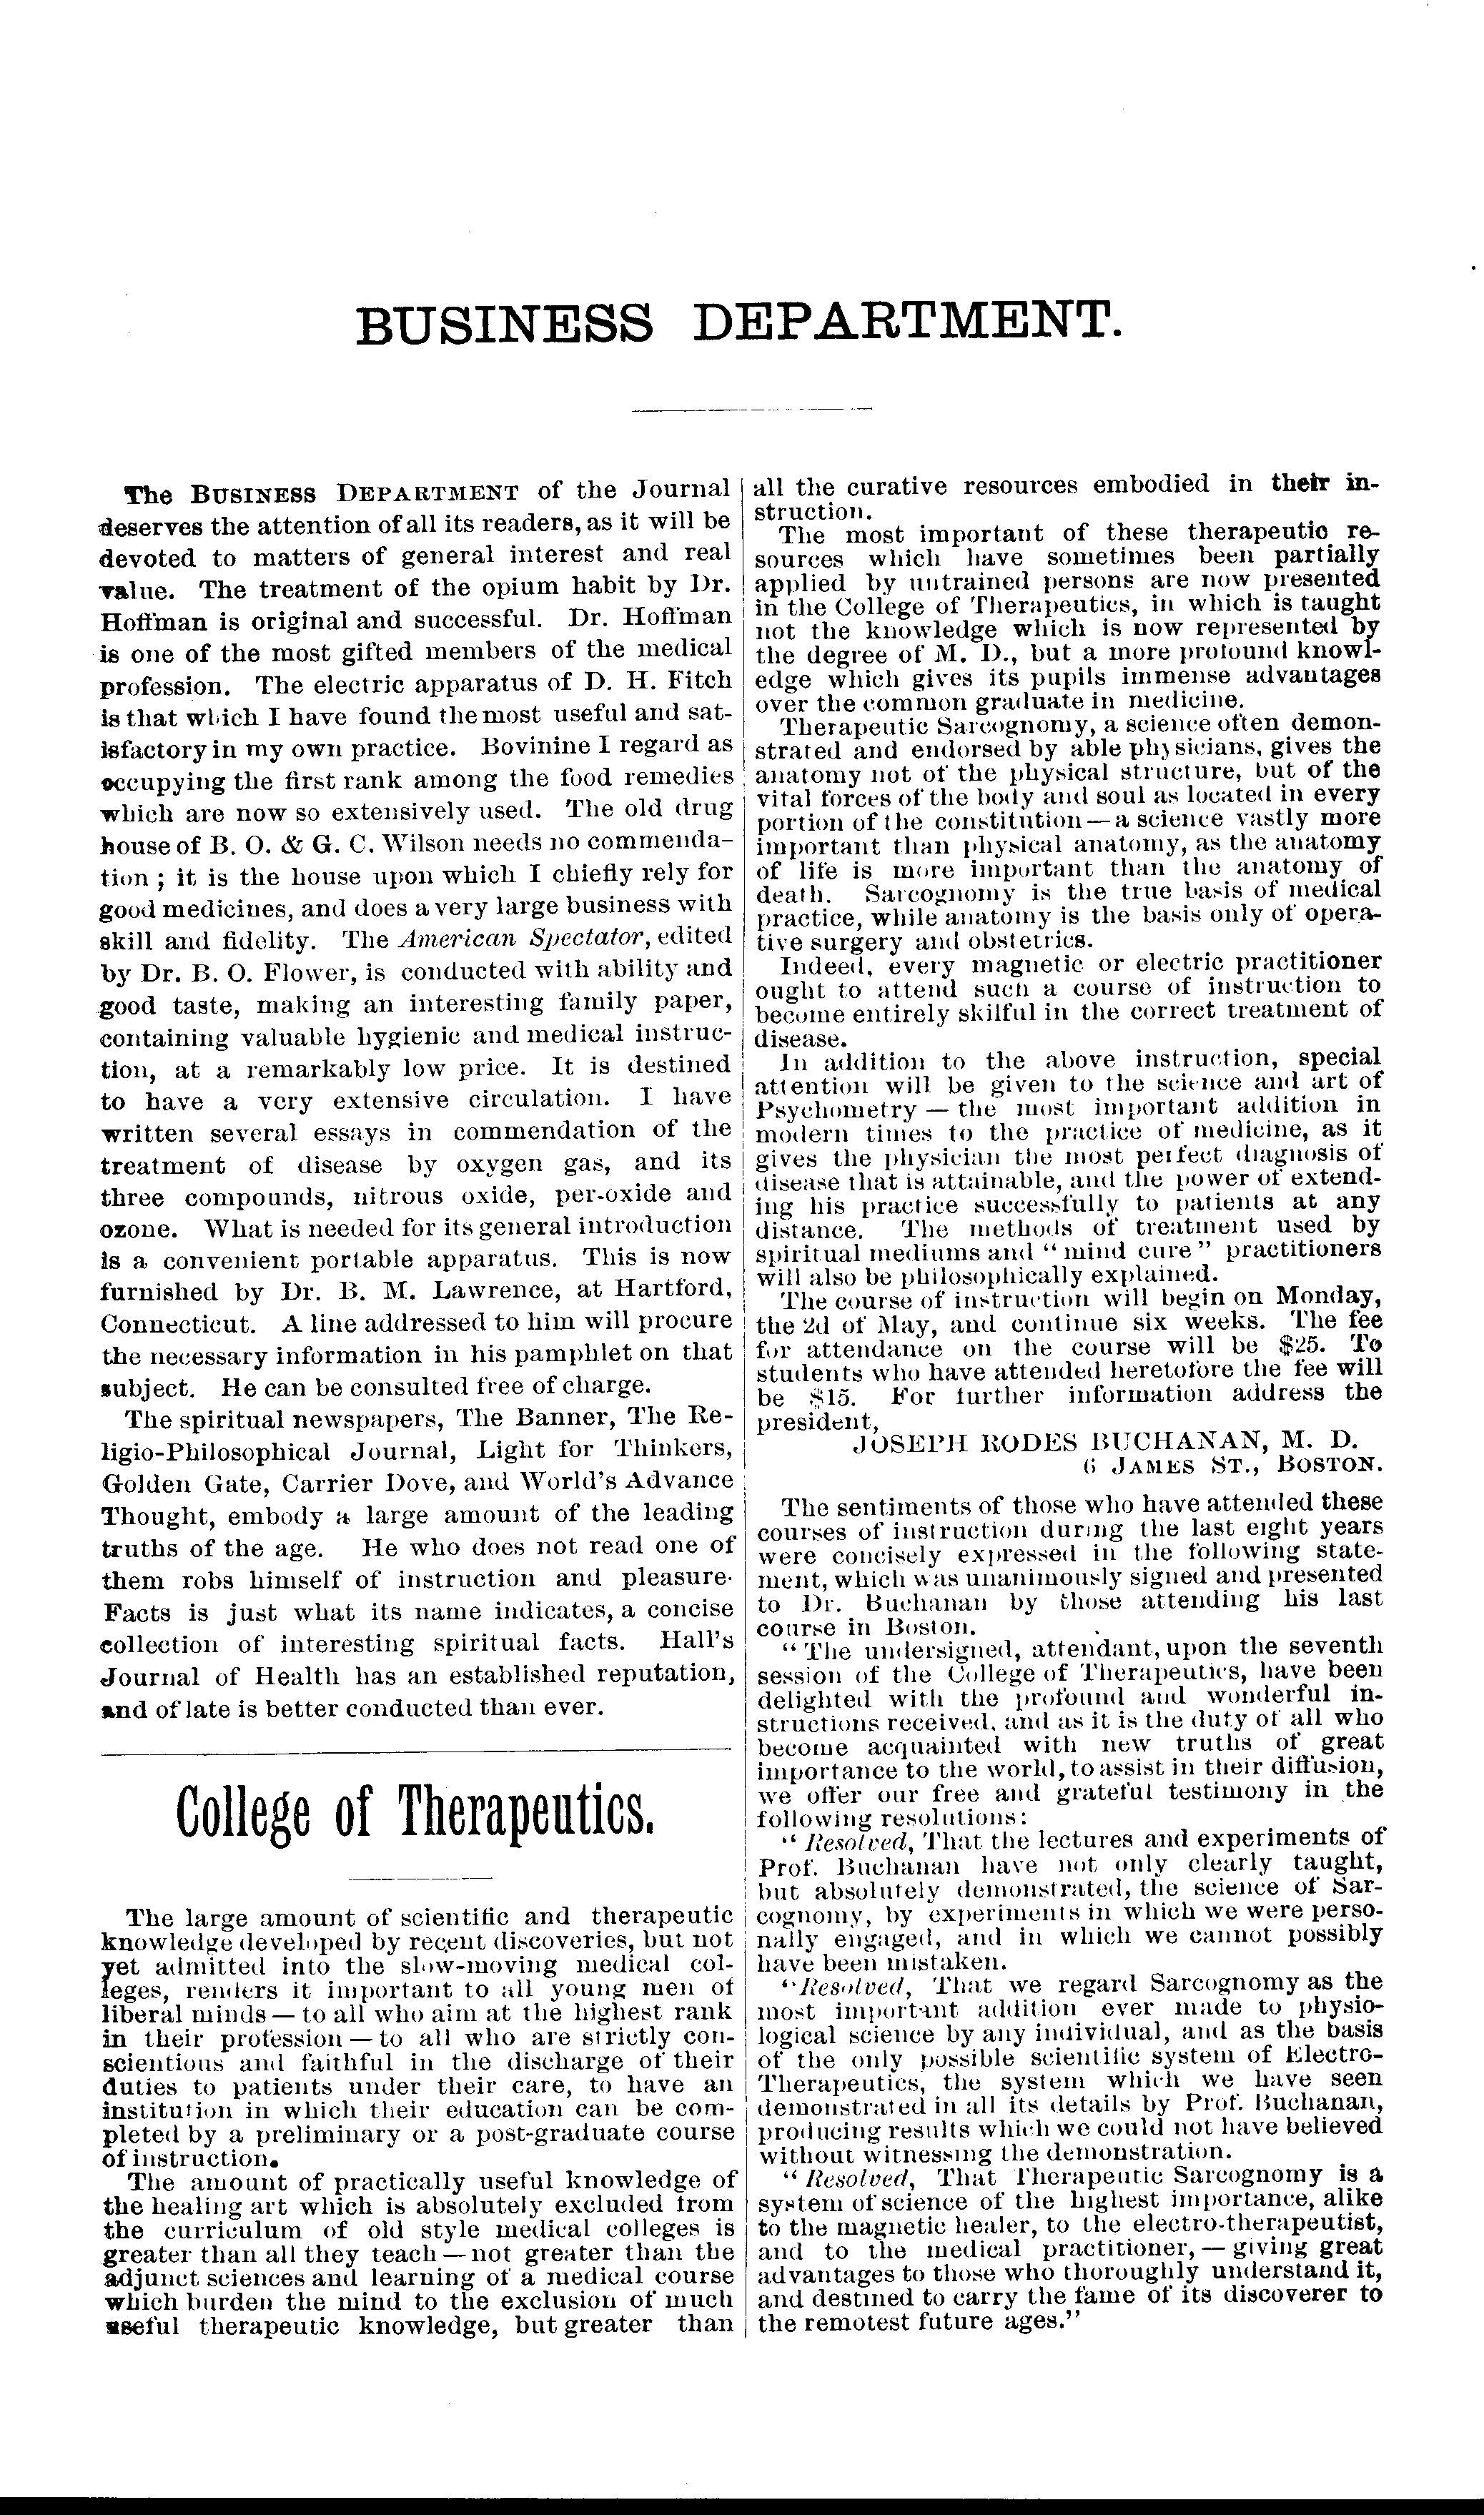 BUSINESS DEPARTMENT.
The BUSINESS DEPARTMENT of the Journal
deserves the attention of all its readers, as it will be
devoted to matters of general interest and real
value. The treatment of the opium habit by Dr.
Hoffman is original and successful. Dr. Hoffman
is one of the most gifted members of the medical
profession. The electric apparatus of D. H. Fitch
is that which I have found the most useful and sat-
isfactory in my own practice. Bovinine I regard as
occupying the first rank among the food remedies
which are now so extensively used. The old drug
house of B. O. & G. C. Wilson needs no commenda-
tion ; it is the house upon which I chiefly rely for
good medicines, and does a very large business with
skill and fidelity. The American Spectator, edited
by Dr. B. O. Flower, is conducted with ability and
good taste, making an interesting family paper,
containing valuable hygienic and medical instruc-
tion, at a remarkably low price. It is destined
to have a very extensive circulation. I have
written several essays in commendation of the
treatment of disease by oxygen gas, and its
three compounds, nitrous oxide, per-oxide and
ozone. What is needed for its general introduction
is a convenient portable apparatus. This is now
furnished by Dr. B. M. Lawrence, at Hartford,
Connecticut. A line addressed to him will procure
the necessary information in his pamphlet on that
subject. He can be consulted free of charge.
The spiritual newspapers, The Banner, The Re-
ligio-Philosophical Journal, Light for Thinkers,
Golden Gate, Carrier Dove, and World's Advance
Thought, embody a large amount of the leading
truths of the age. He who does not read one of
them robs himself of instruction and pleasure.
Facts is just what its name indicates, a concise
collection of interesting spiritual facts. Hall's
Journal of Health has an established reputation,
and of late is better conducted than ever.
College of Therapeutics.
The large amount of scientific and therapeutic
knowledge developed by recent discoveries, but not
yet admitted into the slow-moving medical col-
leges, renders it important to all young men of
liberal minds — to all who aim at the highest rank
in their profession — to all who are strictly con-
scientious and faithful in the discharge of their
duties to patients under their care, to have an
institution in which their education can be com-
pleted by a preliminary or a post-graduate course
of instruction.
The amount of practically useful knowledge of
the healing art which is absolutely excluded from
the curriculum of old style medical colleges is
greater than all they teach — not greater than the
adjunct sciences and learning of a medical course
which burden the mind to the exclusion of much
useful therapeutic knowledge, but greater than
all the curative resources embodied in their in-
struction.
The most important of these therapeutic re-
sources which have sometimes been partially
applied by untrained persons are now presented
in the College of Therapeutics, in which is taught
not the knowledge which is now represented by
the degree of M. D., but a more profound knowl-
edge which gives its pupils immense advantages
over the common graduate in medicine.
Therapeutic Sarcognomy, a science often demon-
strated and endorsed by able physicians, gives the
anatomy not of the physical structure, but of the
vital forces of the body and soul as located in every
portion of the constitution — a science vastly more
important than physical anatomy, as the anatomy
of life is more important than the anatomy of
death. Sarcognomy is the true basis of medical
practice, while anatomy is the basis only of opera-
tive surgery and obstetrics.
Indeed, every magnetic or electric practitioner
ought to attend such a course of instruction to
become entirely skilful in the correct treatment of
disease.
In addition to the above instruction, special
attention will be given to the science and art of
Psychometry — the most important addition in
modern times to the practice of medicine, as it
gives the physician the most perfect diagnosis of
disease that is attainable, and the power of extend-
ing his practice successfully to patients at any
distance. The methods of treatment used by
spiritual mediums and "mind cure" practitioners
will also be philosophically explained.
The course of instruction will begin on Monday,
the 2d of May, and continue six weeks. The fee
for attendance on the course will be $25. To
students who have attended heretofore the fee will
be $15. For further information address the
president,
JOSEPH RODES BUCHANAN, M. D.
6 JAMES ST., BOSTON.
The sentiments of those who have attended these
courses of instruction during the last eight years
were concisely expressed in the following state-
ment, which was unanimously signed and presented
to Dr. Buchanan by those attending his last
course in Boston.
"The undersigned, attendant, upon the seventh
session of the College of Therapeutics, have been
delighted with the profound and wonderful in-
structions received, and as it is the duty of all who
become acquainted with new truths of great
importance to the world, to assist in their diffusion,
we offer our free and grateful testimony in the
following resolutions:
"Resolved, That the lectures and experiments of
Prof. Buchanan have not only clearly taught,
but absolutely demonstrated, the science of Sar-
cognomy, by experiments in which we were perso-
nally engaged, and in which we cannot possibly
have been mistaken.
"Resolved, That we regard Sarcognomy as the
most important addition ever made to physio-
logical science by any individual, and as the basis
of the only possible scientific system of Electro-
Therapeutics, the system which we have seen
demonstrated in all its details by Prof. Buchanan,
producing results which we could not have believed
without witnessing the demonstration.
"Resolved, That Therapeutic Sarcognomy is a
system of science of the highest importance, alike
to the magnetic healer, to the electro-therapeutist,
and to the medical practitioner, — giving great
advantages to those who thoroughly understand it,
and destined to carry the fame of its discoverer to
the remotest future ages."